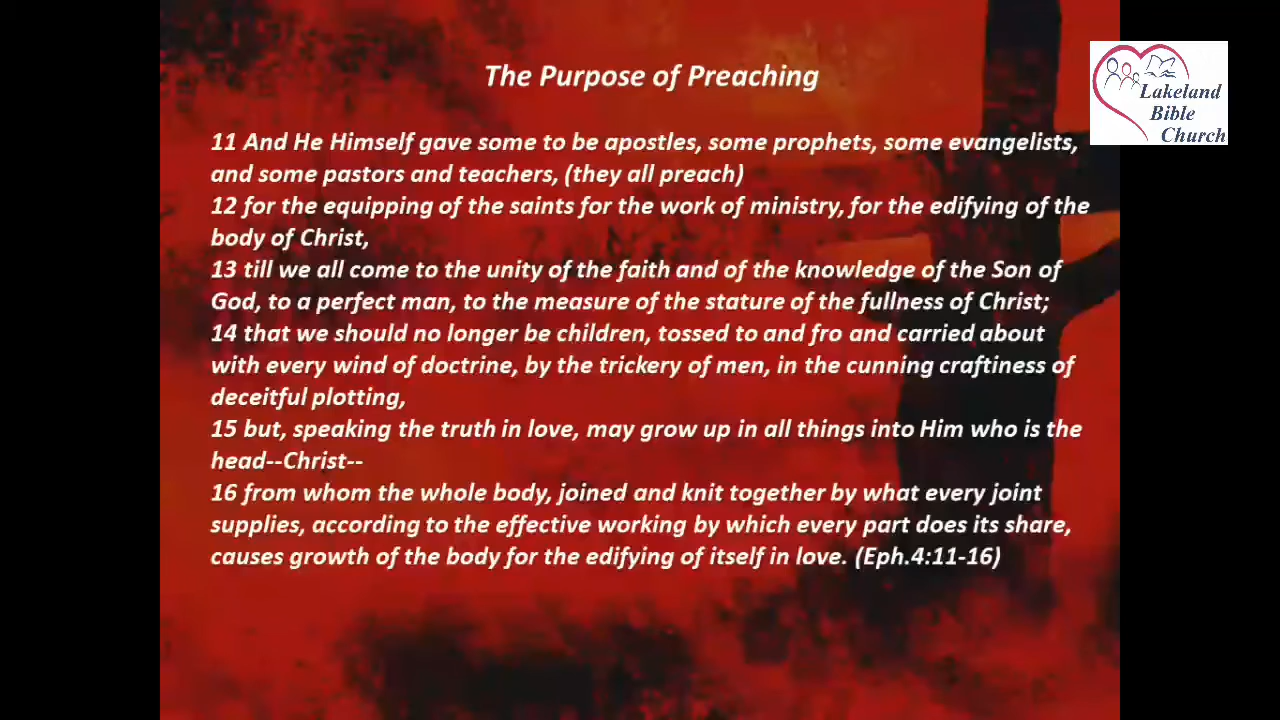 The Purpose of Preaching
Lakeland
Bible
Church
11 And He Himself gave some to be apostles, some prophets, some evangelists,
and some pastors and teachers, (they all preach)
12 for the equipping of the saints for the work of ministry, for the edifying of the
body of Christ,
13 till we all come to the unity of the faith and of the knowledge of the Son of
God, to a perfect man, to the measure of the stature of the fullness of Christ;
14 that we should no longer be children, tossed to and fro and carried about
with every wind of doctrine, by the trickery of men, in the cunning craftiness of
deceitful plotting,
15 but, speaking the truth in love, may grow up in all things into Him who is the
head--Christ--
16 from whom the whole body, joined and knit together by what every joint
supplies, according to the effective working by which every part does its share,
causes growth of the body for the edifying of itself in love. (Eph.4:11-16)